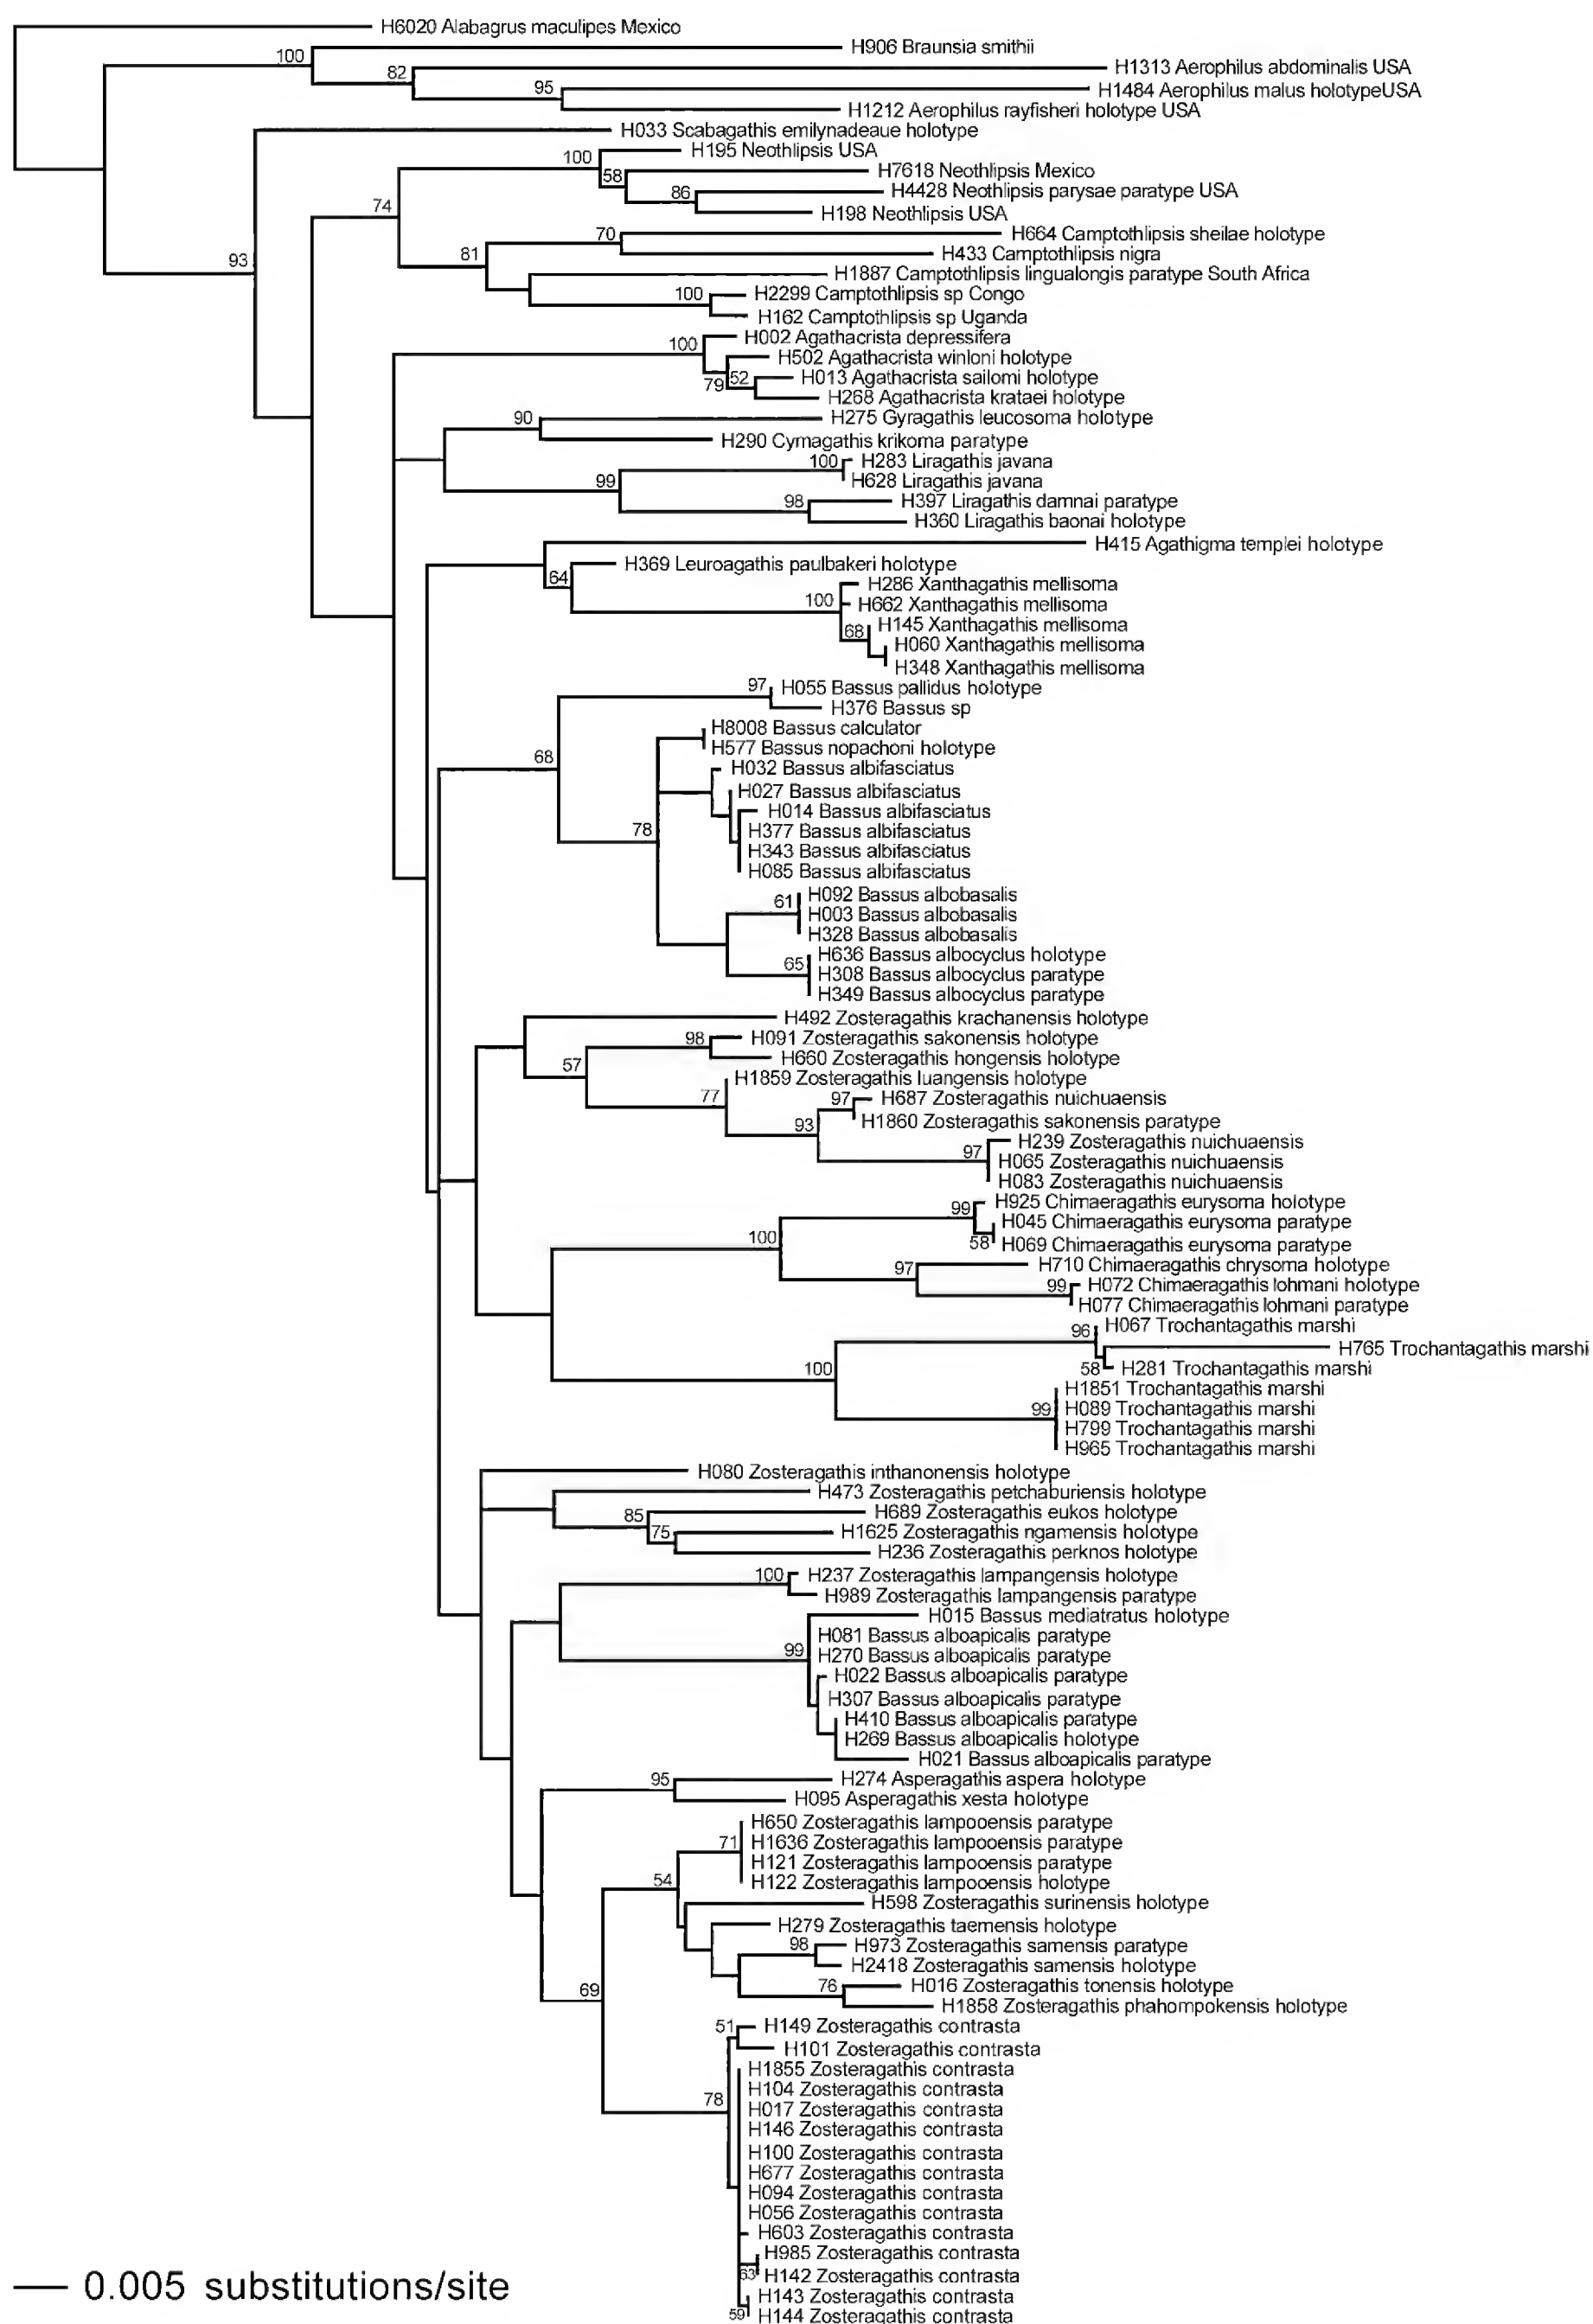 H6020 Alabagrus maculipes Mexico
100
H906 Braunsia smithii
82
H1313 Aerophilus abdominalis USA
95
H1484 Aerophilus malus holotypeUSA
H1212 Aerophilus rayfisheri holotype USA
H033 Scabagathis emilynadeaue holotype
100
H195 Neothlipsis USA
58
H7618 Neothlipsis Mexico
86
H4428 Neothlipsis parysae paratype USA
74
H198 Neothlipsis USA
70
H664 Camptothlipsis sheilae holotype
93
81
H433 Camptothlipsis nigra
H1887 Camptothlipsis lingualongis paratype South Africa
100
H2299 Camptothlipsis sp Congo
H162 Camptothlipsis sp Uganda
100
H002 Agathacrista depressifera
H502 Agathacrista winloni holotype
79
52
H013 Agathacrista sailomi holotype
H268 Agathacrista krataei holotype
90
H275 Gyragathis leucosoma holotype
H290 Cymagathis krikoma paratype
100
H283 Liragathis javana
99
H628 Liragathis javana
98
H397 Liragathis damnai paratype
H360 Liragathis baonai holotype
H415 Agathigma templei holotype
64
H369 Leuroagathis paulbakeri holotype
H286 Xanthagathis mellisoma
100
H662 Xanthagathis mellisoma
68
H145 Xanthagathis mellisoma
H060 Xanthagathis mellisoma
H348 Xanthagathis mellisoma
97
H055 Bassus pallidus holotype
H376 Bassus sp
H8008 Bassus calculator
68
H577 Bassus nopachoni holotype
H032 Bassus albifasciatus
H027 Bassus albifasciatus
H014 Bassus albifasciatus
78
H377 Bassus albifasciatus
H343 Bassus albifasciatus
H085 Bassus albifasciatus
61
H092 Bassus albobasalis
H003 Bassus albobasalis
H328 Bassus albobasalis
65
H636 Bassus albocyclus holotype
H308 Bassus albocyclus paratype
H349 Bassus albocyclus paratype
H492 Zosteragathis krachanensis holotype
98
H091 Zosteragathis sakonensis holotype
57
H660 Zosteragathis hongensis holotype
H1859 Zosteragathis luangensis holotype
77
97
H687 Zosteragathis nuichuaensis
93
H1860 Zosteragathis sakonensis paratype
H239 Zosteragathis nuichuaensis
97
H065 Zosteragathis nuichuaensis
H083 Zosteragathis nuichuaensis
99
H925 Chimaeragathis eurysoma holotype
H045 Chimaeragathis eurysoma paratype
100
58
H069 Chimaeragathis eurysoma paratype
97
H710 Chimaeragathis chrysoma holotype
99
H072 Chimaeragathis lohmani holotype
H077 Chimaeragathis lohmani paratype
96
H067 Trochantagathis marshi
H765 Trochantagathis marshi
100
58
H281 Trochantagathis marshi
H1851 Trochantagathis marshi
99
H089 Trochantagathis marshi
H799 Trochantagathis marshi
H965 Trochantagathis marshi
H080 Zosteragathis inthanonensis holotype
H473 Zosteragathis petchaburiensis holotype
85
H689 Zosteragathis eukos holotype
75
H1625 Zosteragathis ngamensis holotype
H236 Zosteragathis perknos holotype
100
H237 Zosteragathis lampangensis holotype
H989 Zosteragathis lampangensis paratype
H015 Bassus mediatratus holotype
H081 Bassus alboapicalis paratype
99
H270 Bassus alboapicalis paratype
H022 Bassus alboapicalis paratype
H307 Bassus alboapicalis paratype
H410 Bassus alboapicalis paratype
H269 Bassus alboapicalis holotype
H021 Bassus alboapicalis paratype
95
H274 Asperagathis aspera holotype
H095 Asperagathis xesta holotype
H650 Zosteragathis lampooensis paratype
71
H1636 Zosteragathis lampooensis paratype
H121 Zosteragathis lampooensis paratype
54
H122 Zosteragathis lampooensis holotype
H598 Zosteragathis surinensis holotype
H279 Zosteragathis taemensis holotype
98
H973 Zosteragathis samensis paratype
H2418 Zosteragathis samensis holotype
69
76
H016 Zosteragathis tonensis holotype
H1858 Zosteragathis phahompokensis holotype
51
H149 Zosteragathis contrasta
H101 Zosteragathis contrasta
H1855 Zosteragathis contrasta
78
H104 Zosteragathis contrasta
H017 Zosteragathis contrasta
H146 Zosteragathis contrasta
H100 Zosteragathis contrasta
H677 Zosteragathis contrasta
H094 Zosteragathis contrasta
H056 Zosteragathis contrasta
H603 Zosteragathis contrasta
H985 Zosteragathis contrasta
63
H142 Zosteragathis contrasta
H143 Zosteragathis contrasta
59
H144 Zosteragathis contrasta
0.005 substitutions/site